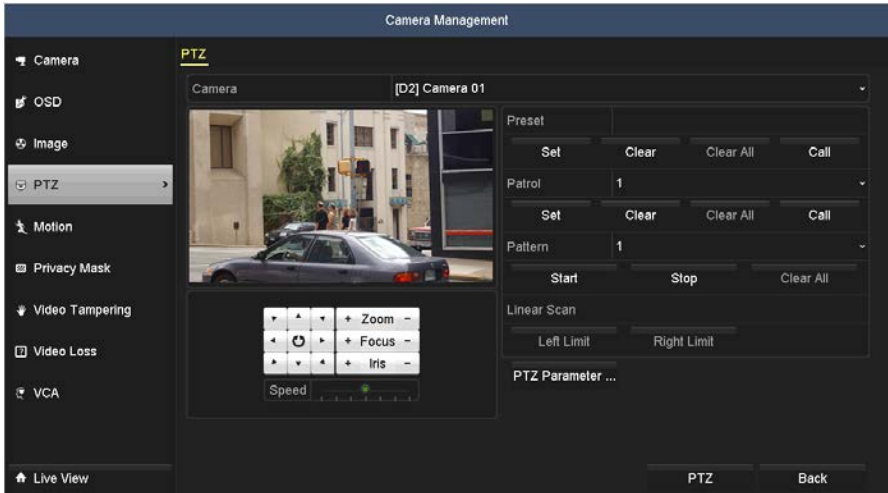 Camera Management
Camera
OSD
Image
PTZ
Motion
Privacy Mask
Video Tampering
Video Loss
VCA
Live View
PTZ
Camera [D2] Camera 01
Preset
Set Clear Clear All Call
Patrol 1
Set Clear Clear All Call
Pattern 1
Start Stop Clear All
Linear Scan
Left Limit Right Limit
PTZ Parameter ...
+ Zoom -
+ Focus -
+ Iris -
Speed
PTZ Back